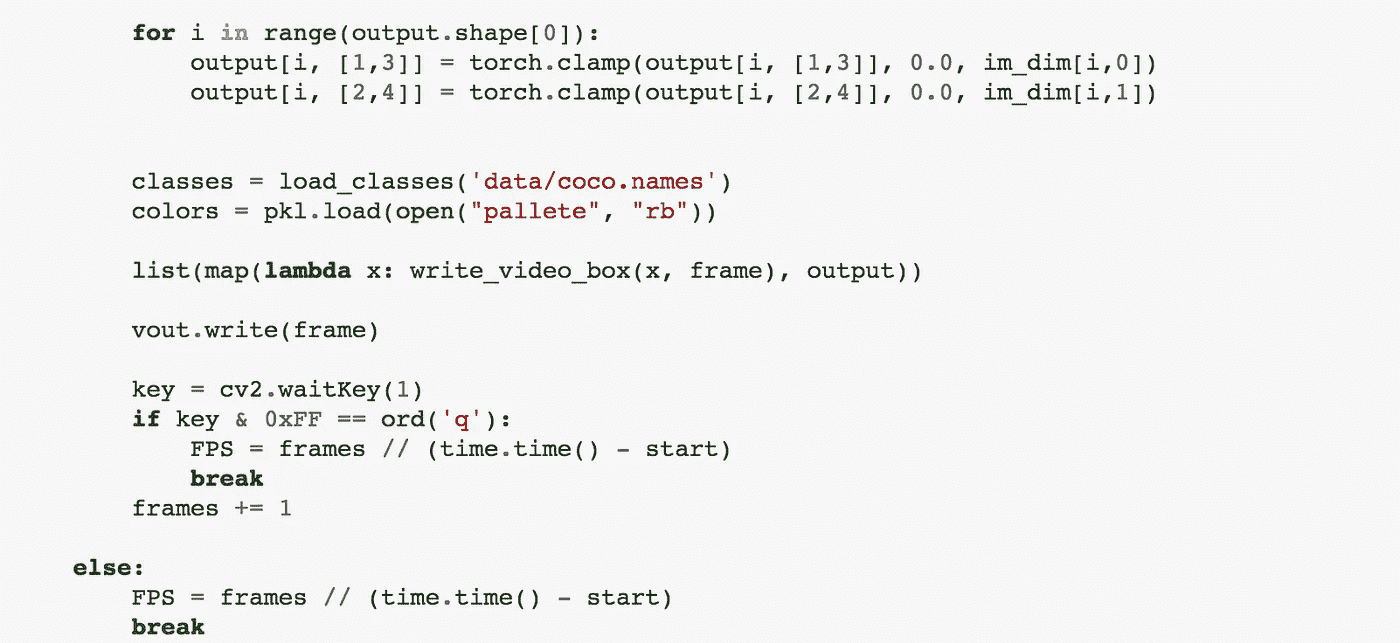 for i in range(output.shape[0]):
output[i, [1,3]] = torch.clamp(output[i, [1,3]], 0.0, im_dim[i,0])
output[i, [2,4]] = torch.clamp(output[i, [2,4]], 0.0, im_dim[i,1])
classes = load_classes('data/coco.names')
colors = pkl.load(open("pallete", "rb"))
list(map(lambda x: write_video_box(x, frame), output))
vout.write(frame)
key = cv2.waitKey(1)
if key & 0xFF == ord('q'):
FPS = frames // (time.time() - start)
break
frames += 1
else:
FPS = frames // (time.time() - start)
break